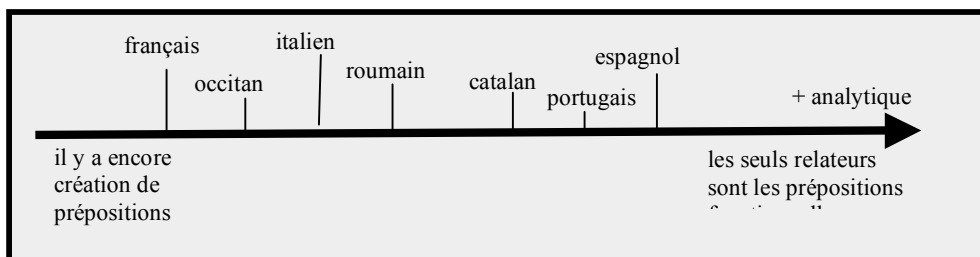 français
occitan
italien
roumain
catalan
portugais
espagnol
+ analytique
il y a encore
création de
prépositions
les seuls relateurs
sont les prépositions